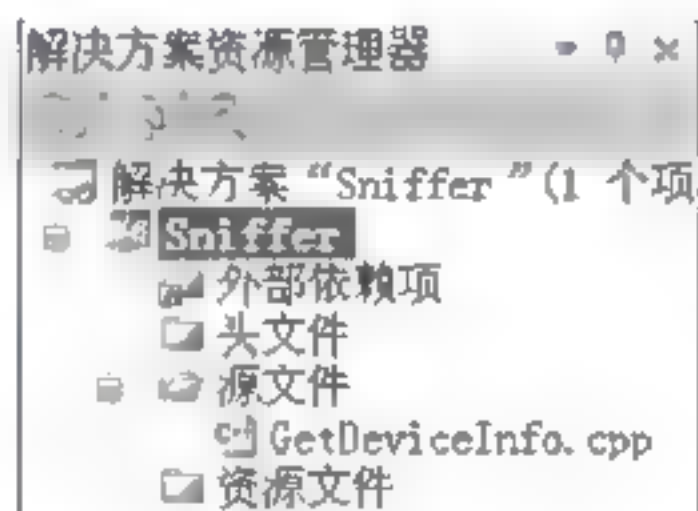 解决方案资源管理器
解决方案“Sniffer”(1 个项
Sniffer
外部依赖项
头文件
源文件
GetDeviceInfo.cpp
资源文件